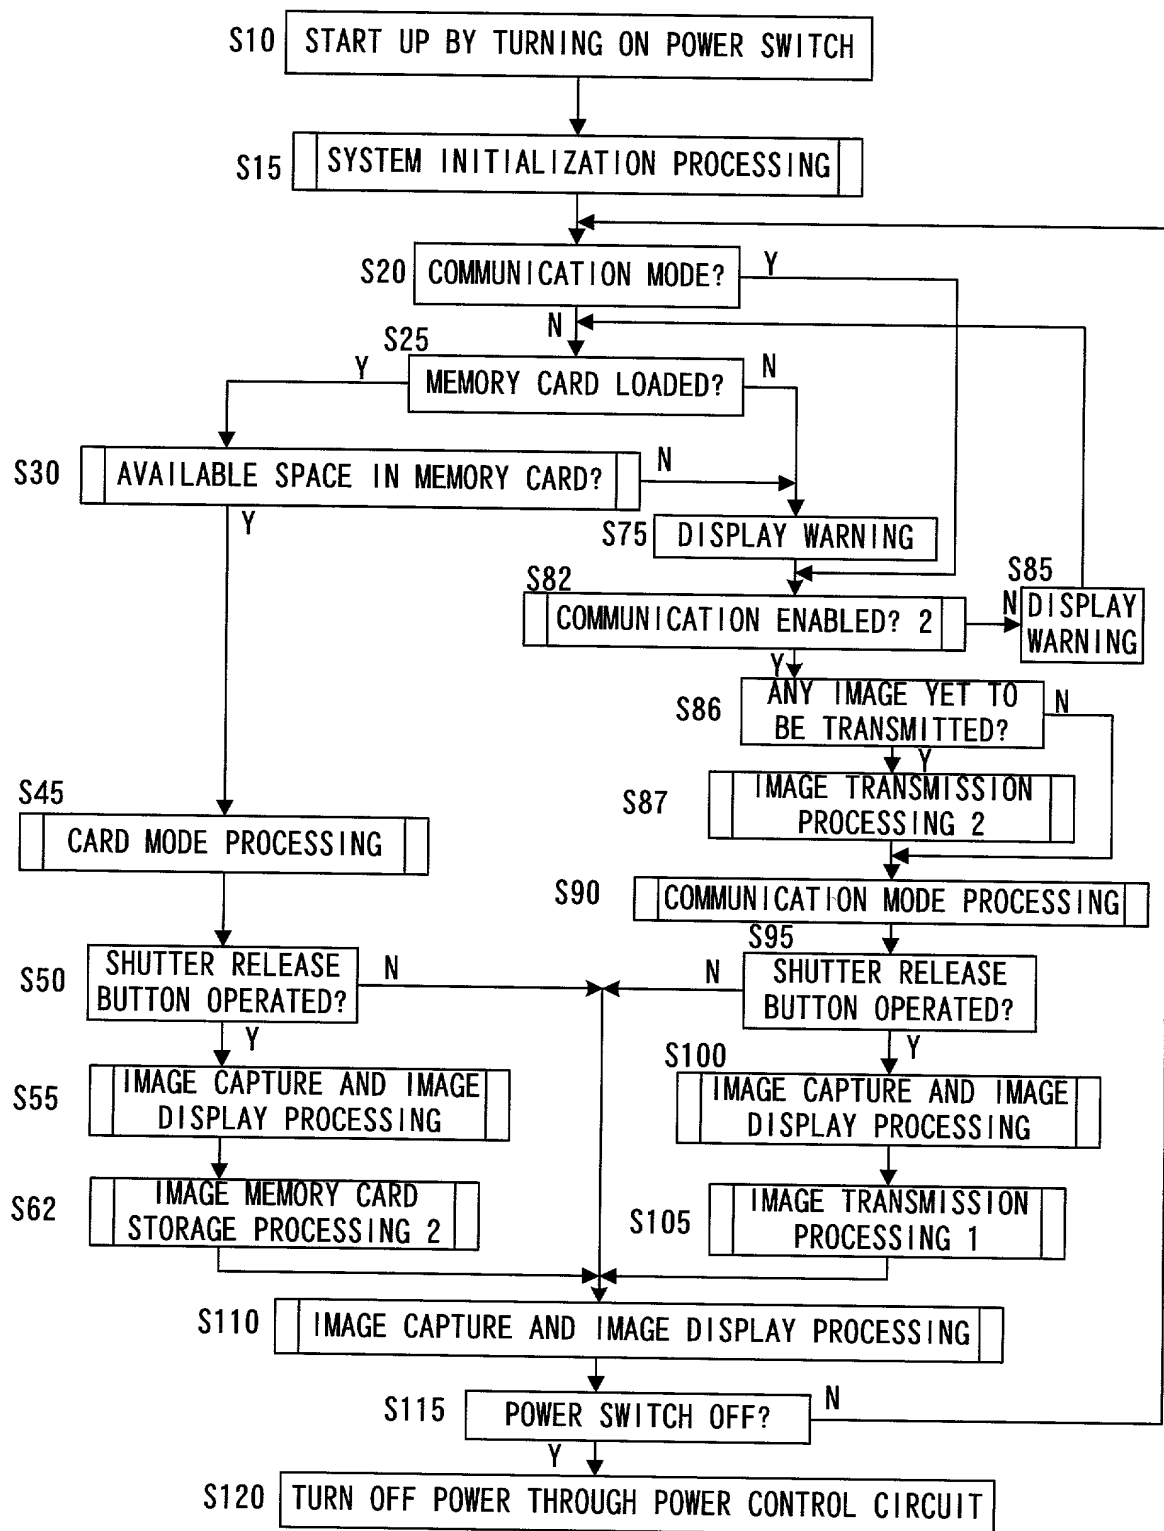 S10 START UP BY TURNING ON POWER SWITCH
S15 SYSTEM INITIALIZATION PROCESSING
S20 COMMUNICATION MODE? Y
N
S25
Y MEMORY CARD LOADED? N
S30 AVAILABLE SPACE IN MEMORY CARD? N
Y
S75 DISPLAY WARNING
S82
COMMUNICATION ENABLED? 2 N
Y
S85
DISPLAY
WARNING
S86 ANY IMAGE YET TO
BE TRANSMITTED?
N
Y
S87 IMAGE TRANSMISSION
PROCESSING 2
S45
CARD MODE PROCESSING
S90 COMMUNICATION MODE PROCESSING
S50 SHUTTER RELEASE
BUTTON OPERATED?
N
Y
S95
N SHUTTER RELEASE
BUTTON OPERATED?
Y
S55 IMAGE CAPTURE AND IMAGE
DISPLAY PROCESSING
S100
IMAGE CAPTURE AND IMAGE
DISPLAY PROCESSING
S62 IMAGE MEMORY CARD
STORAGE PROCESSING 2
S105 IMAGE TRANSMISSION
PROCESSING 1
S110 IMAGE CAPTURE AND IMAGE DISPLAY PROCESSING
S115 POWER SWITCH OFF? N
Y
S120 TURN OFF POWER THROUGH POWER CONTROL CIRCUIT